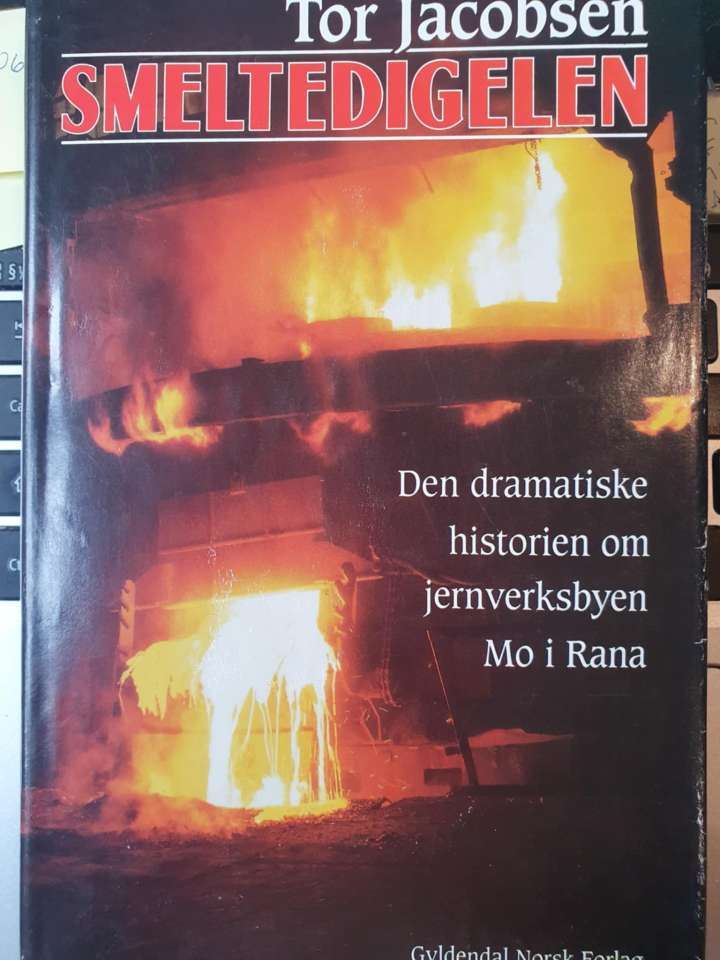 Tor Jacobsen
SMELTEDIGELEN
Den dramatiske
historien om
jernverksbyen
Mo i Rana
Gyldendal Norsk Forlag